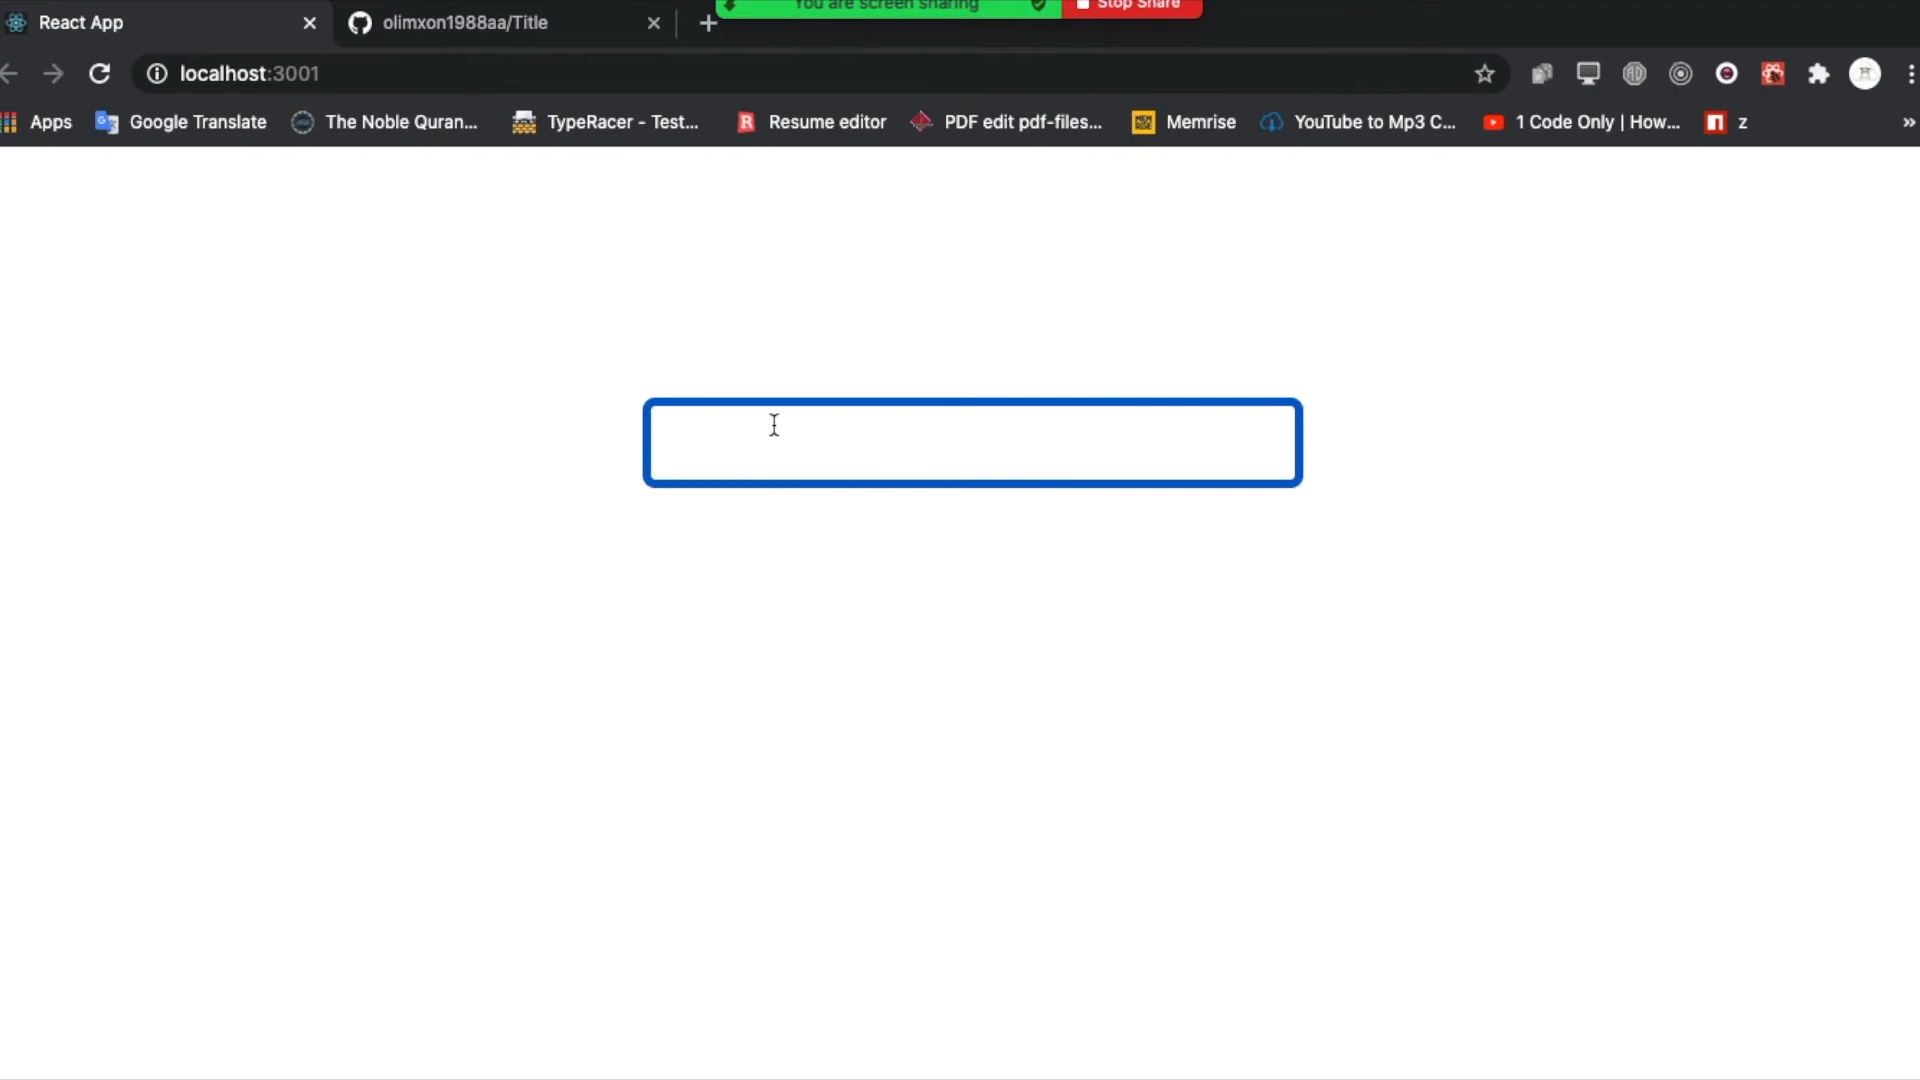 React App
olimxon1988aa/Title
You are screen sharing
Stop Share
localhost:3001
Apps
Google Translate
The Noble Quran...
TypeRacer - Test...
Resume editor
PDF edit pdf-files...
Memrise
YouTube to Mp3 C...
1 Code Only | How...
z